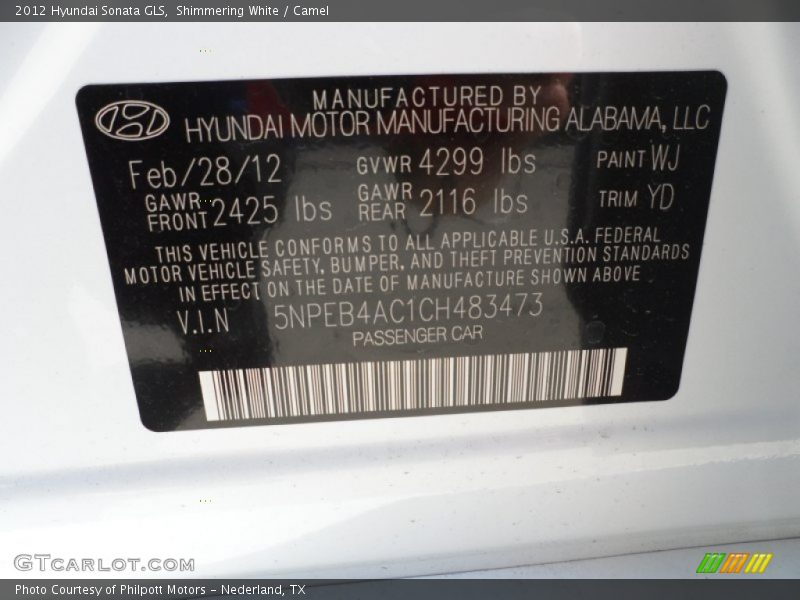 2012 Hyundai Sonata GLS,  Shimmering White / Camel
MANUFACTURED BY
HYUNDAI MOTOR MANUFACTURING ALABAMA, LLC
Feb/28/12 GVWR 4299 lbs PAINT WJ
GAWR FRONT 2425 lbs GAWR REAR 2116 lbs TRIM YD
THIS VEHICLE CONFORMS TO ALL APPLICABLE U.S.A. FEDERAL
MOTOR VEHICLE SAFETY, BUMPER, AND THEFT PREVENTION STANDARDS
IN EFFECT ON THE DATE OF MANUFACTURE SHOWN ABOVE
V.I.N 5NPEB4AC1CH483473
PASSENGER CAR
GTCARLOT.COM
Photo Courtesy of Philpott Motors - Nederland, TX